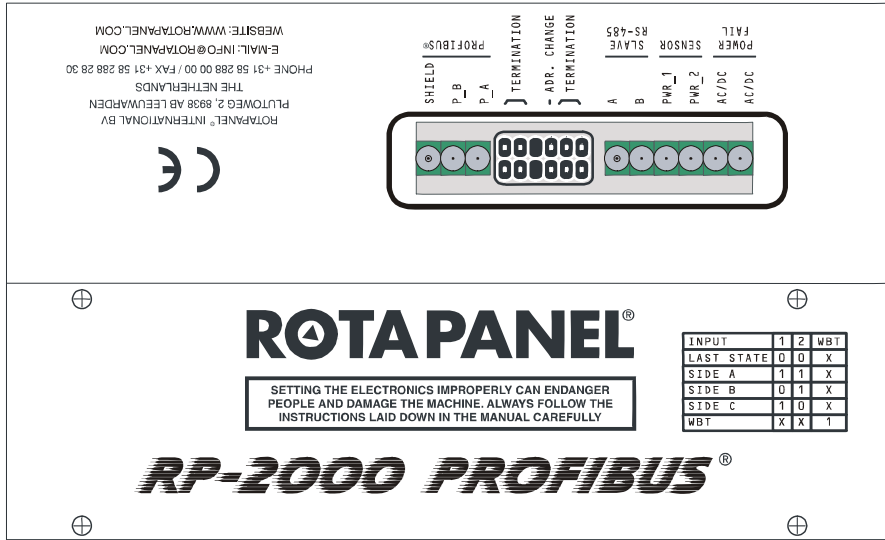 ROTAPANEL® INTERNATIONAL BV
PLUTOWEG 2, 8938 AB LEEUWARDEN
THE NETHERLANDS
PHONE +31 58 288 00 00 / FAX +31 58 288 28 30
E-MAIL: INFO@ROTAPANEL.COM
WEBSITE: WWW.ROTAPANEL.COM
CE
PROFIBUS®
SHIELD
P_B
P_A
TERMINATION
ADR. CHANGE
TERMINATION
SLAVE
RS-485
A
B
SENSOR
PWR_1
PWR_2
POWER
FAIL
AC/DC
AC/DC
ROTAPANEL®
SETTING THE ELECTRONICS IMPROPERLY CAN ENDANGER
PEOPLE AND DAMAGE THE MACHINE. ALWAYS FOLLOW THE
INSTRUCTIONS LAID DOWN IN THE MANUAL CAREFULLY
INPUT 1 2 WBT
LAST STATE 0 0 X
SIDE A 1 1 X
SIDE B 0 1 X
SIDE C 1 0 X
WBT X X 1
RP-2000 PROFIBUS®